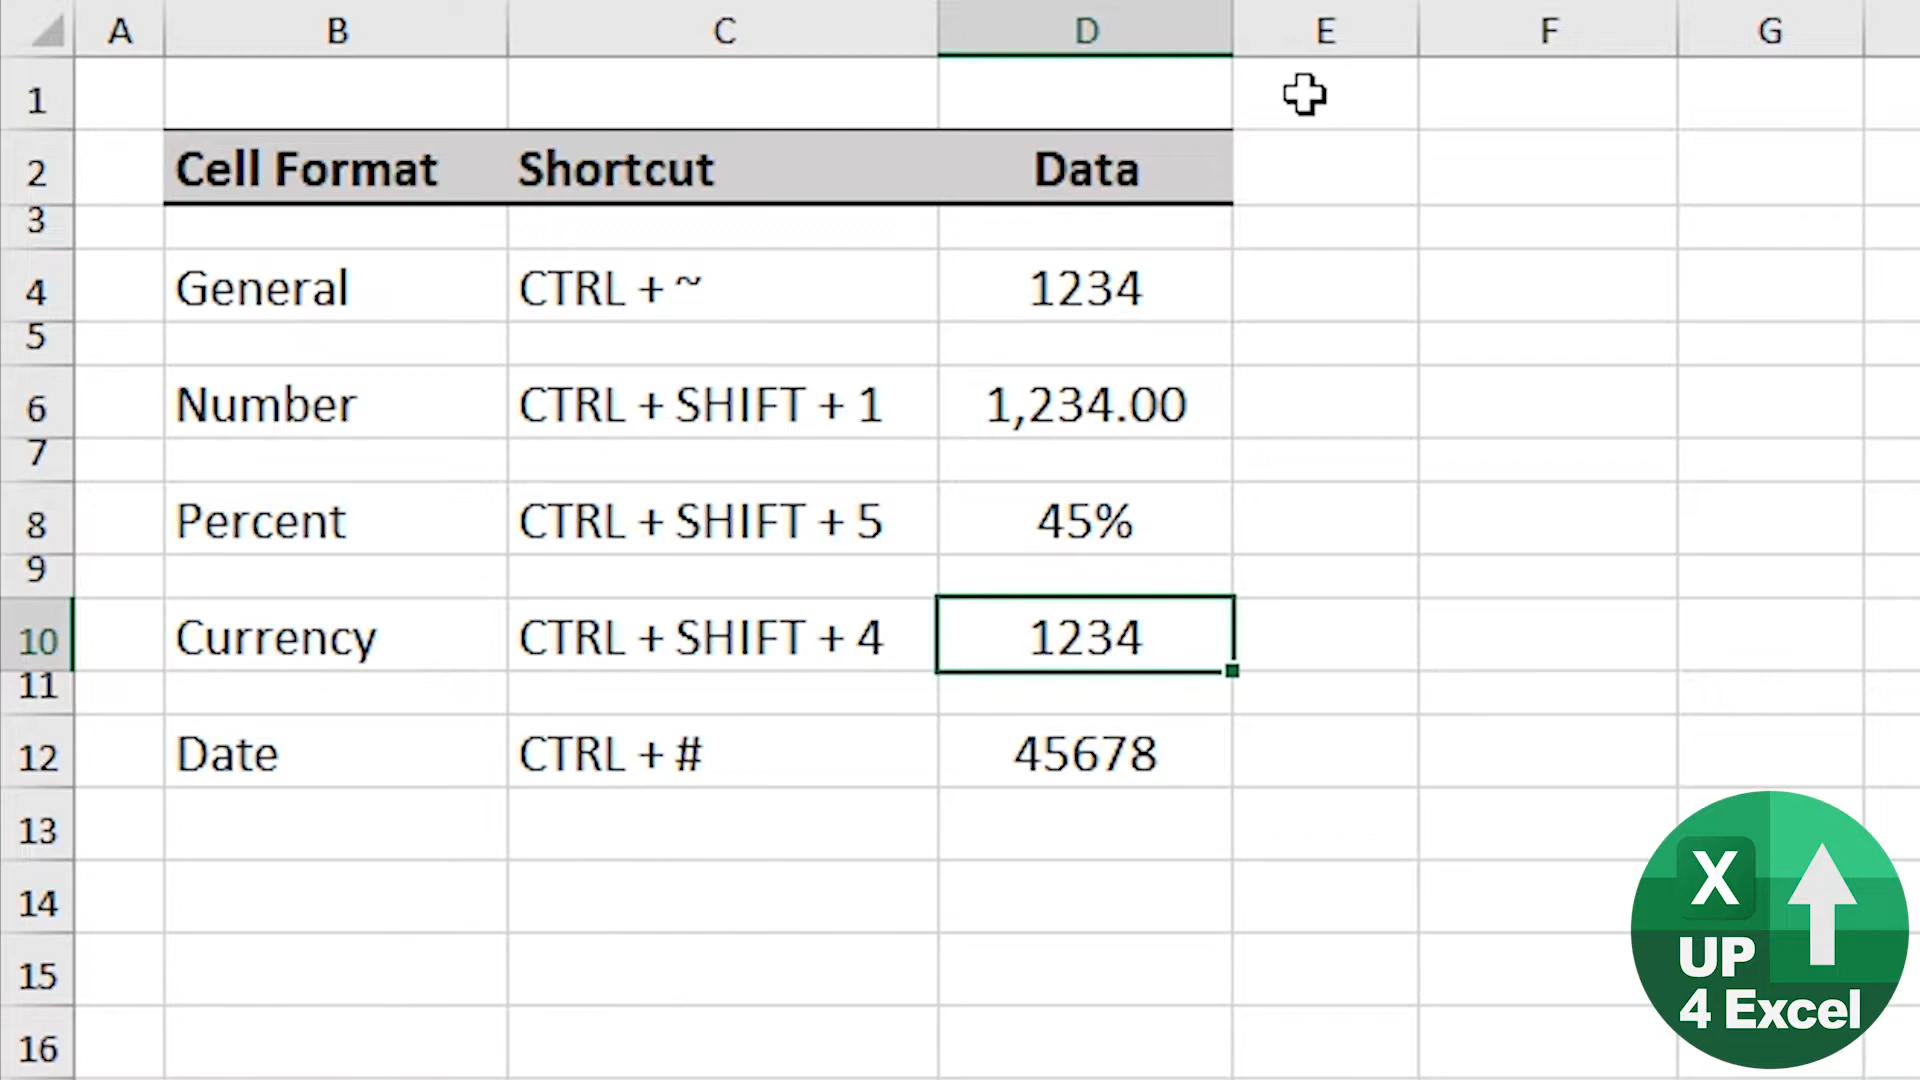 A B C D E F G
1
2 Cell Format Shortcut Data
3
4 General CTRL + ~ 1234
5
6 Number CTRL + SHIFT + 1 1,234.00
7
8 Percent CTRL + SHIFT + 5 45%
9
10 Currency CTRL + SHIFT + 4 1234
11
12 Date CTRL + # 45678
13
14
15
16
X
UP
4 Excel